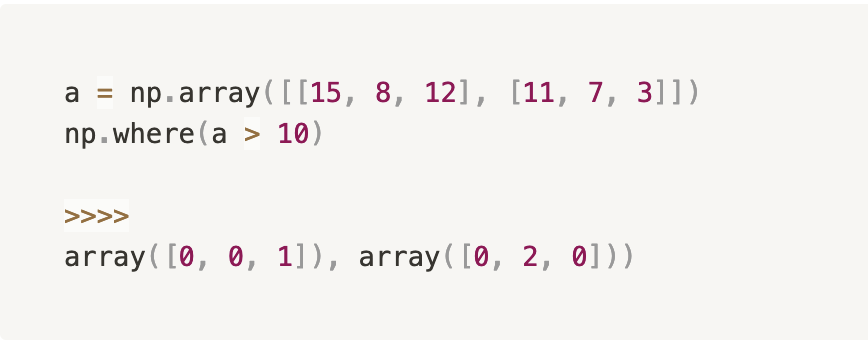 a = np.array([[15, 8, 12], [11, 7, 3]])
np.where(a > 10)
>>>>
array([0, 0, 1]), array([0, 2, 0]))